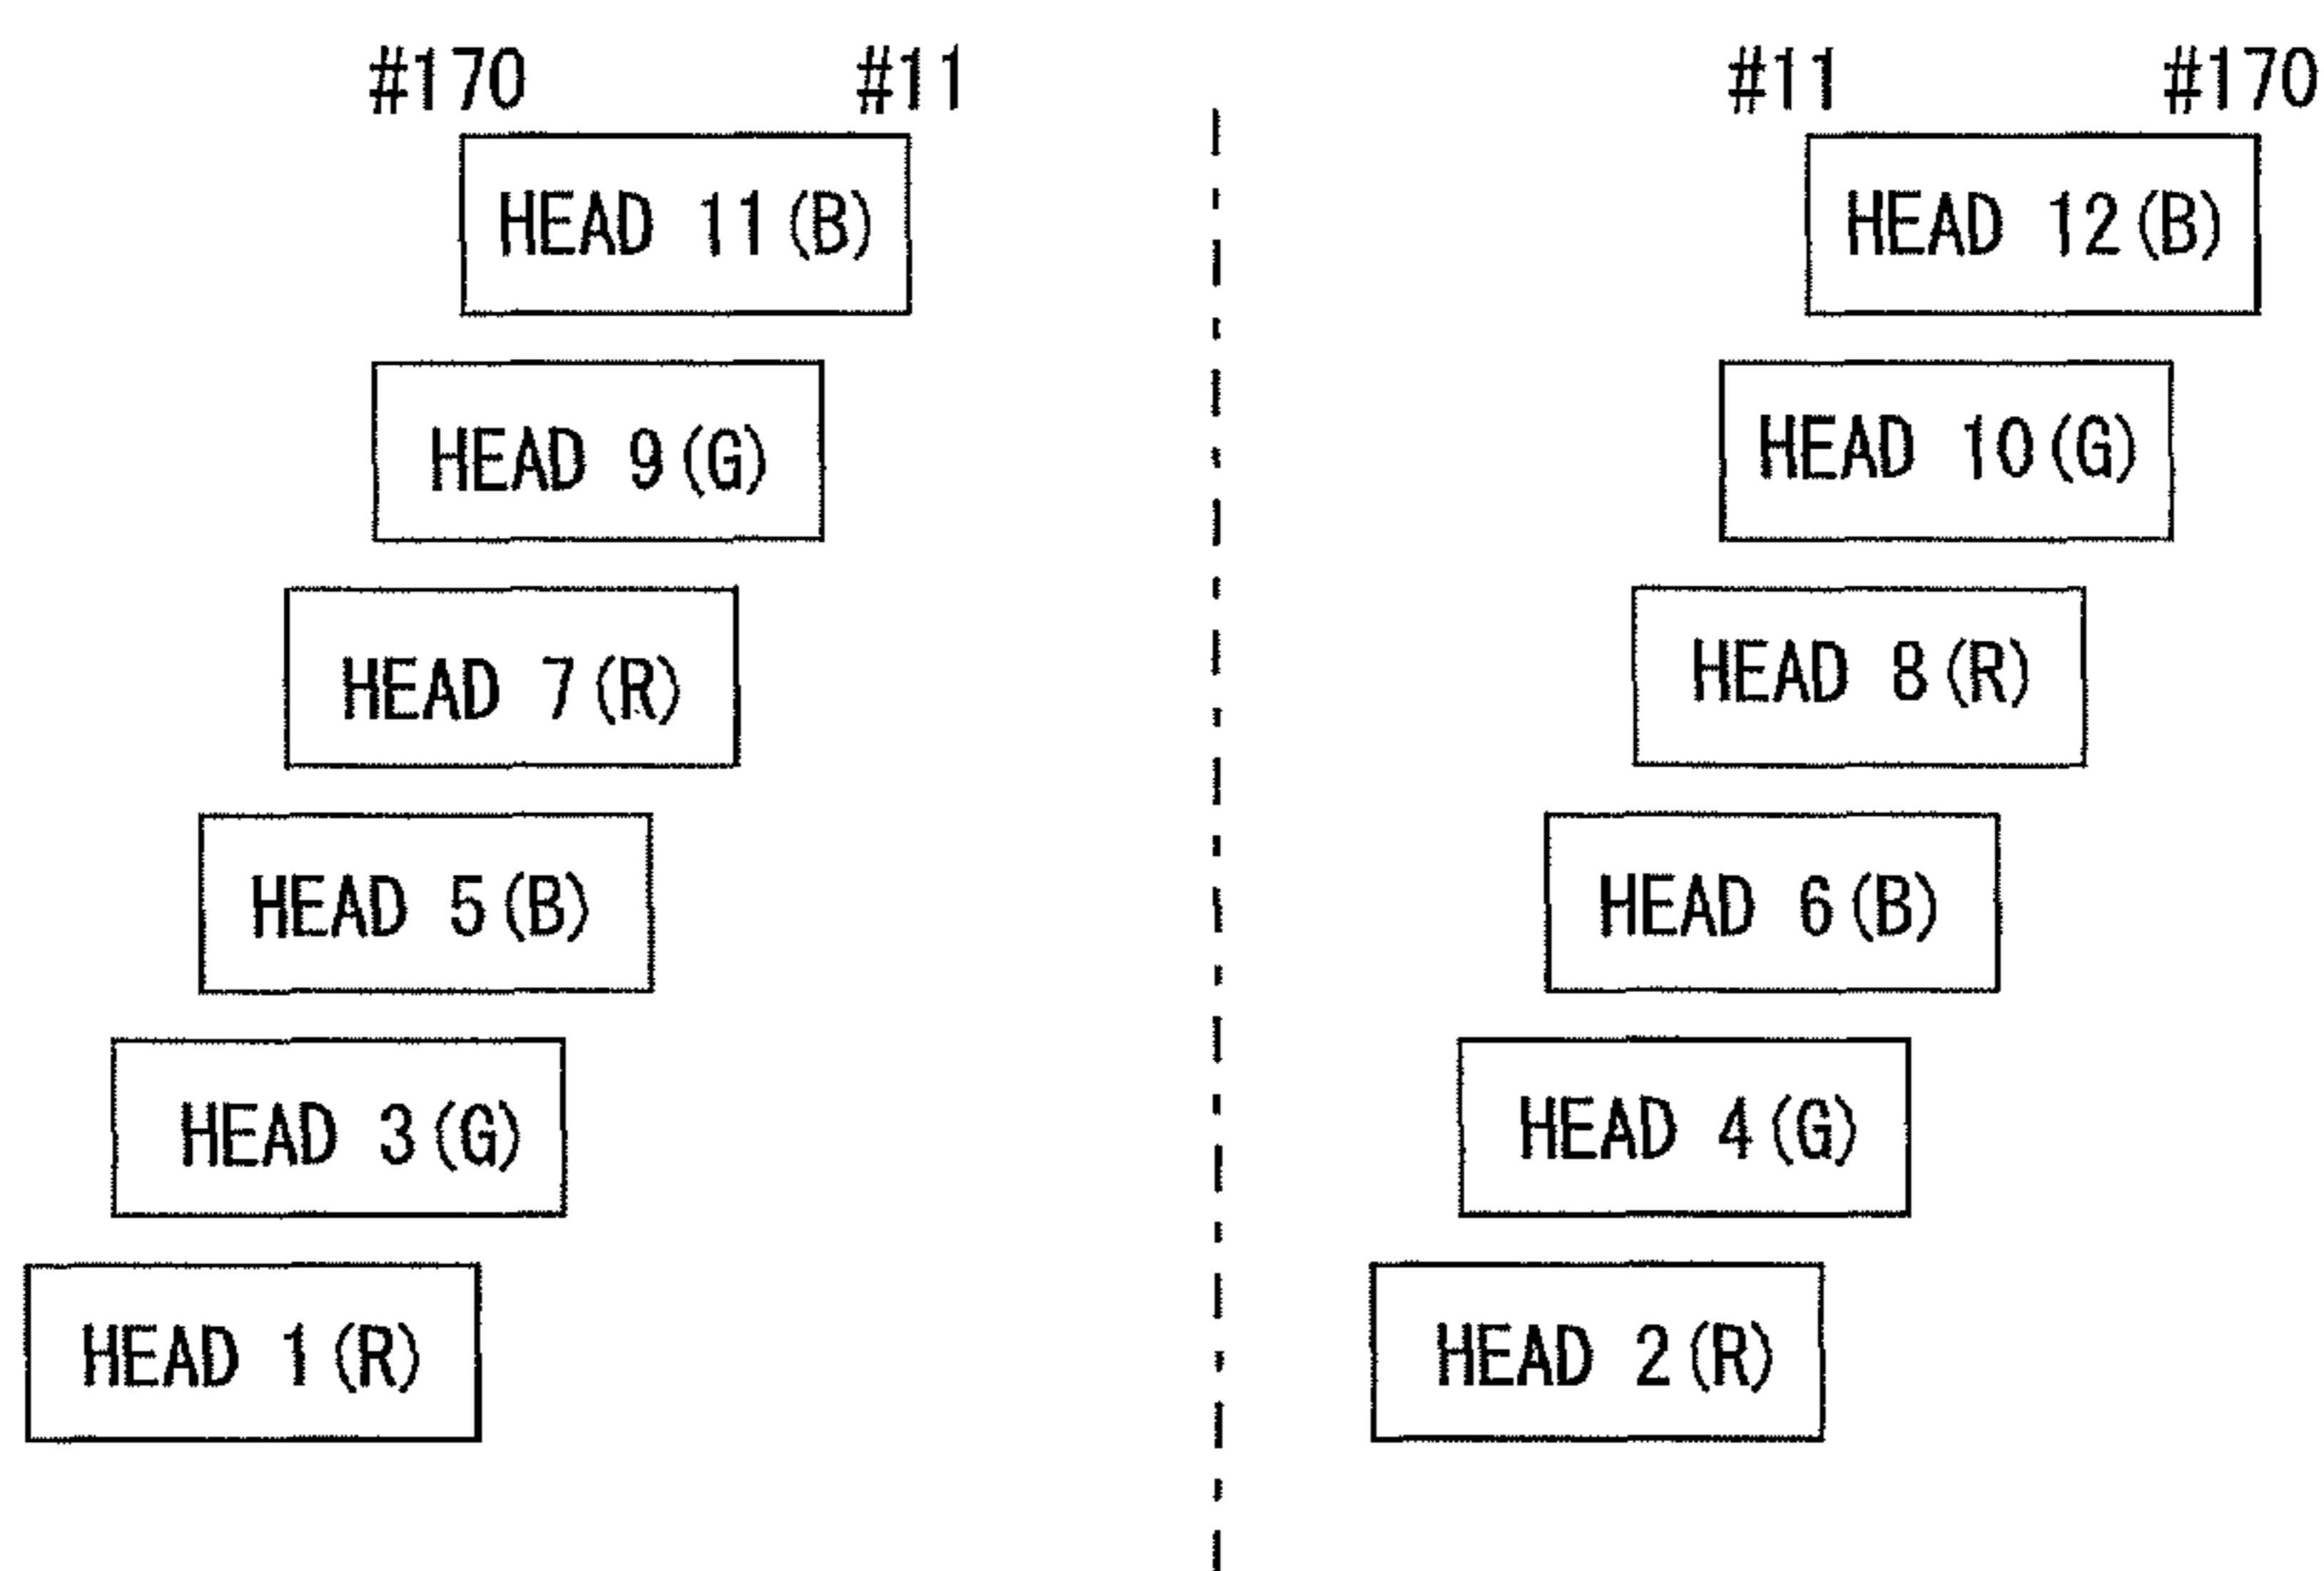 #170 #11 #11 #170
HEAD 11(B) HEAD 12(B)
HEAD 9(G) HEAD 10(G)
HEAD 7(R) HEAD 8(R)
HEAD 5(B) HEAD 6(B)
HEAD 3(G) HEAD 4(G)
HEAD 1(R) HEAD 2(R)